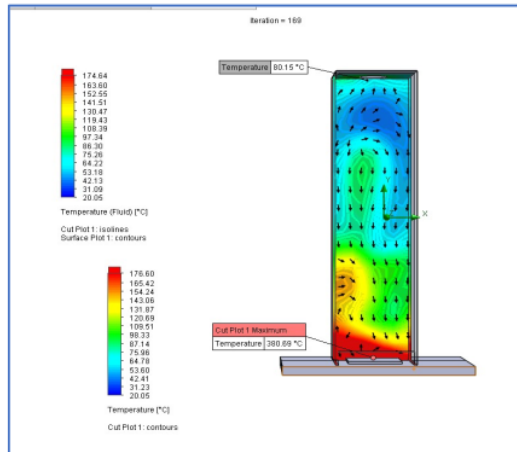 Iteration = 169
Temperature 80.15 °C
174.64
163.60
152.55
141.51
130.47
119.43
108.39
97.34
86.30
75.26
64.22
53.18
42.13
31.09
20.05
Temperature (Fluid) [°C]
Cut Plot 1: isolines
Surface Plot 1: contours
Y
X
176.60
165.42
154.24
143.06
131.87
120.69
109.51
98.33
87.14
75.96
64.78
53.60
42.41
31.23
20.05
Temperature [°C]
Cut Plot 1: contours
Cut Plot 1 Maximum
Temperature 380.69 °C